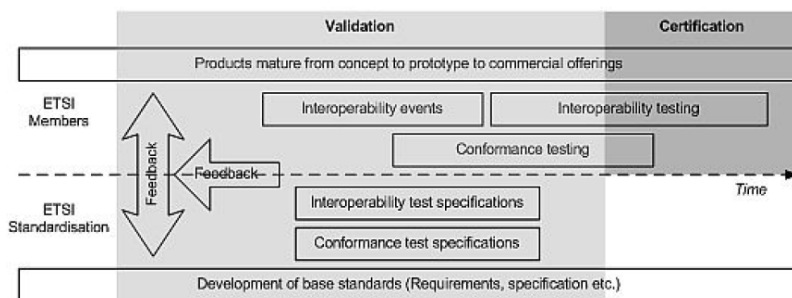 Validation
Certification
Products mature from concept to prototype to commercial offerings
ETSI
Members
Interoperability events
Interoperability testing
Conformance testing
Feedback
Feedback
Time
ETSI
Standardisation
Interoperability test specifications
Conformance test specifications
Development of base standards (Requirements, specification etc.)